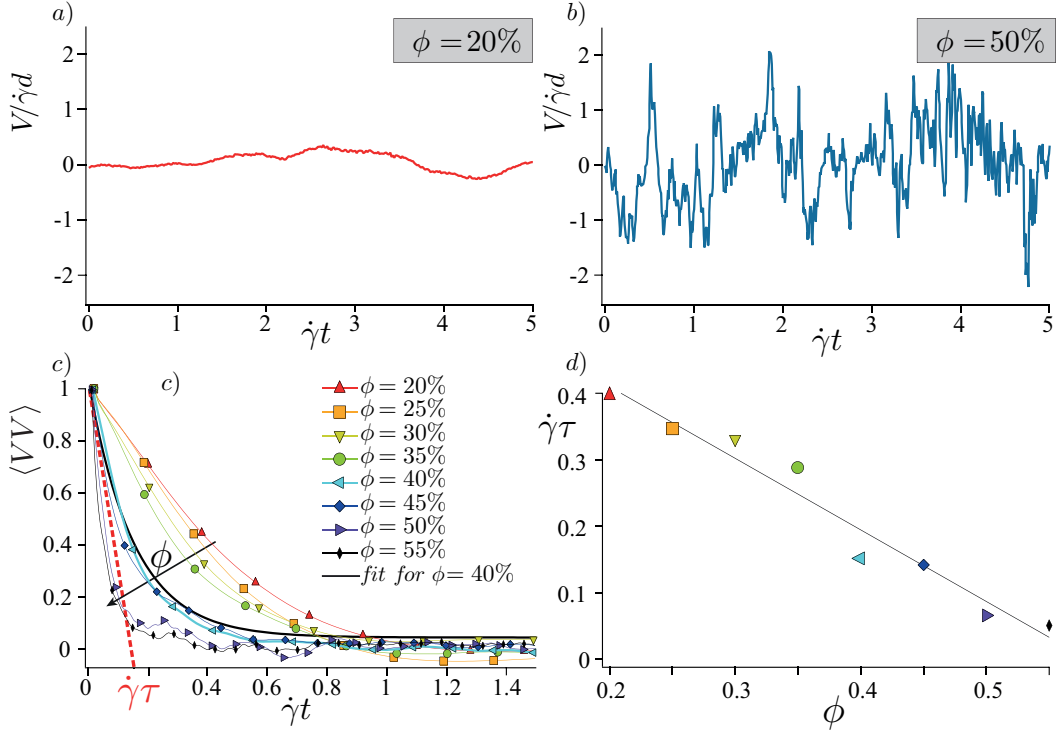 a)
ϕ = 20%
V/γ̇d
2
1
0
-1
-2
0 1 2 3 4 5
γ̇t
b)
ϕ = 50%
V/γ̇d
2
1
0
-1
-2
0 1 2 3 4 5
γ̇t
c)
c)
⟨VV⟩
1
0.8
0.6
0.4
0.2
0
0 0.2 0.4 0.6 0.8 1 1.2 1.4
γ̇τ
γ̇t
ϕ
ϕ = 20%
ϕ = 25%
ϕ = 30%
ϕ = 35%
ϕ = 40%
ϕ = 45%
ϕ = 50%
ϕ = 55%
fit for ϕ = 40%
d)
γ̇τ
0.4
0.3
0.2
0.1
0
0.2 0.3 0.4 0.5
ϕ